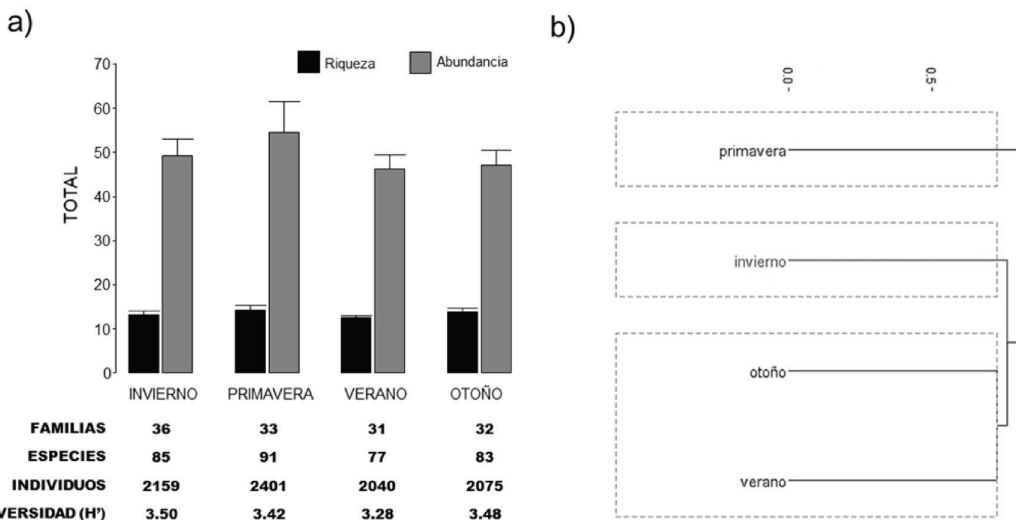 a)
Riqueza Abundancia
70
60
50
40
30
20
10
0
TOTAL
INVIERNO PRIMAVERA VERANO OTOÑO
FAMILIAS 36 33 31 32
ESPECIES 85 91 77 83
INDIVIDUOS 2159 2401 2040 2075
VERSIDAD (H') 3.50 3.42 3.28 3.48
b)
0.0 0.5
primavera
invierno
otoño
verano